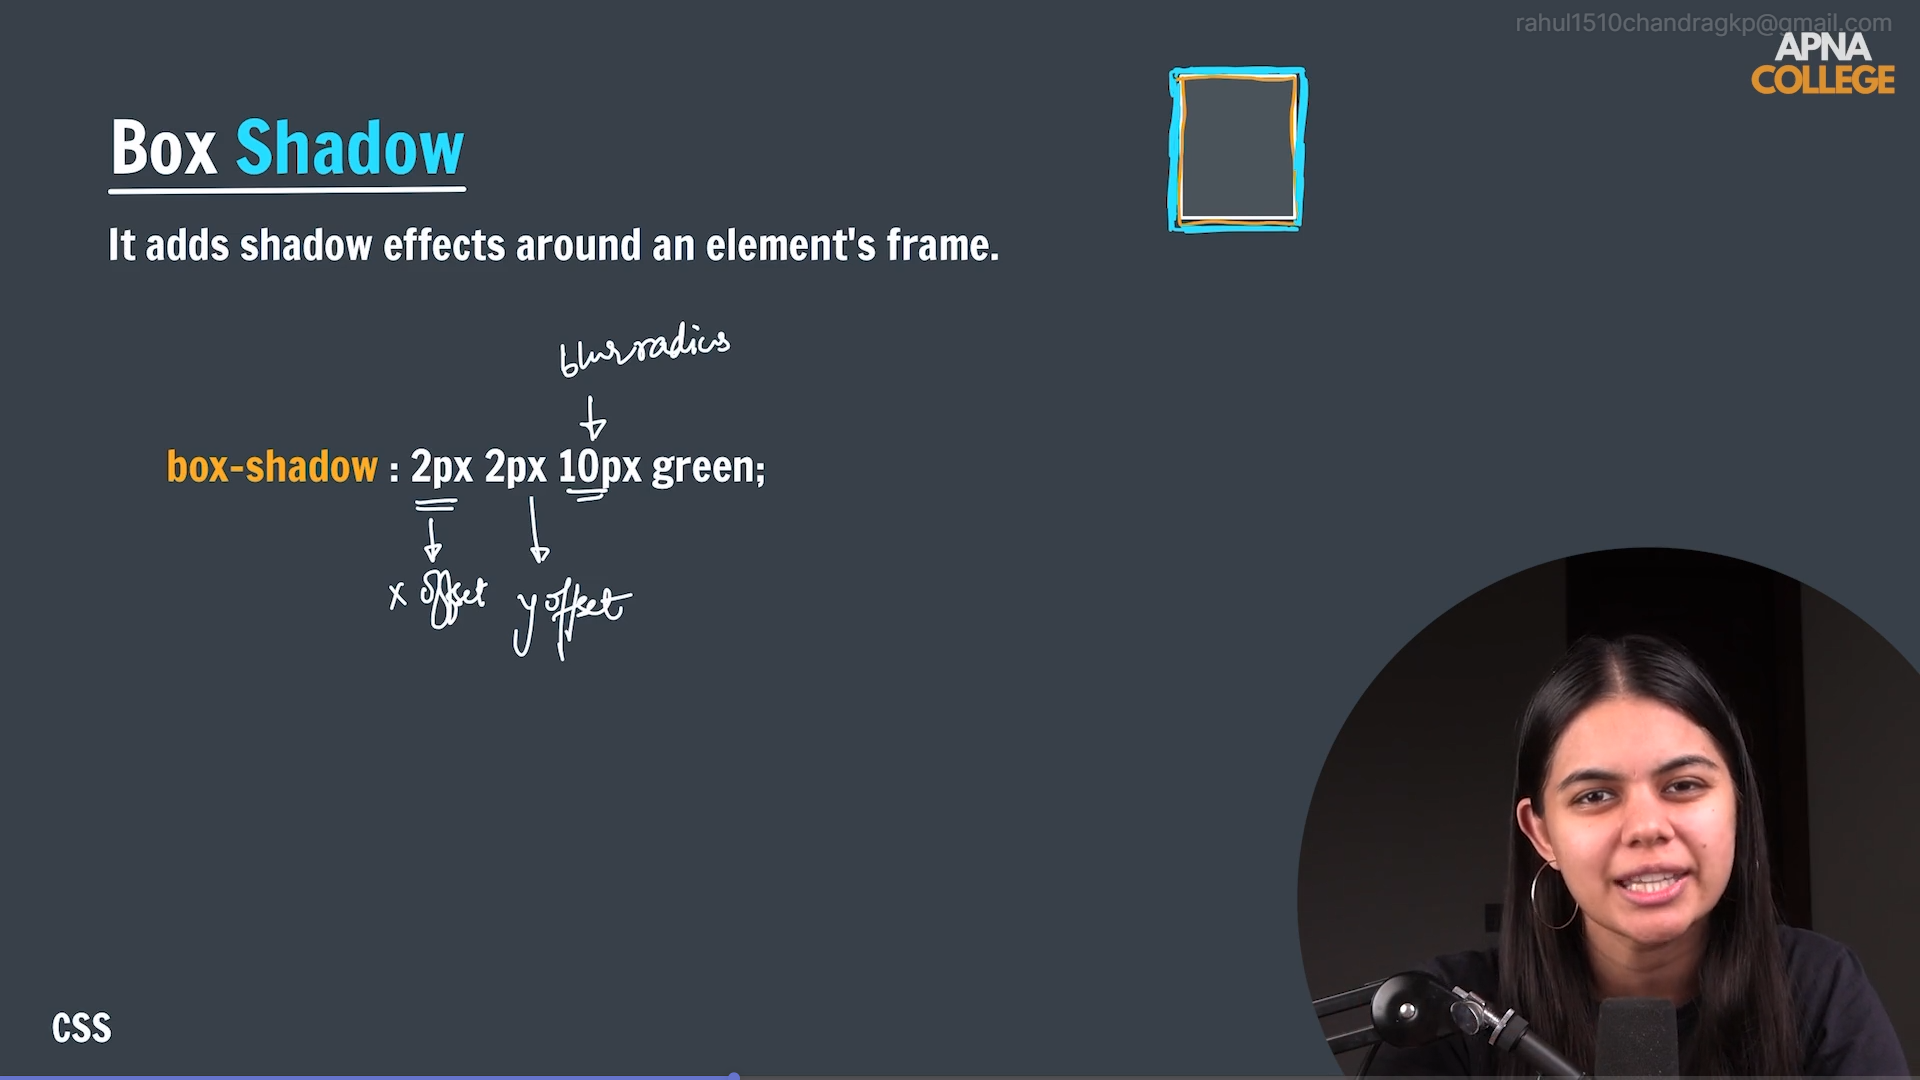 rahul1510chandragkp@gmail.com
APNA
COLLEGE
Box Shadow
It adds shadow effects around an element's frame.
blur radius
box-shadow : 2px 2px 10px green;
x offset y offset
CSS